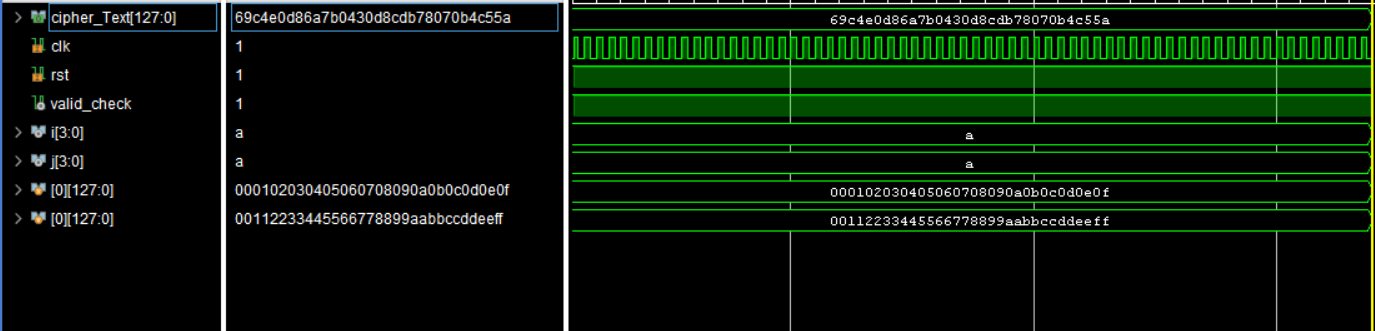 cipher_Text[127:0] 69c4e0d86a7b0430d8cdb78070b4c55a 69c4e0d86a7b0430d8cdb78070b4c55a
clk 1
rst 1
valid_check 1
i[3:0] a a
j[3:0] a a
[0][127:0] 000102030405060708090a0b0c0d0e0f 000102030405060708090a0b0c0d0e0f
[0][127:0] 00112233445566778899aabbccddeeff 00112233445566778899aabbccddeeff